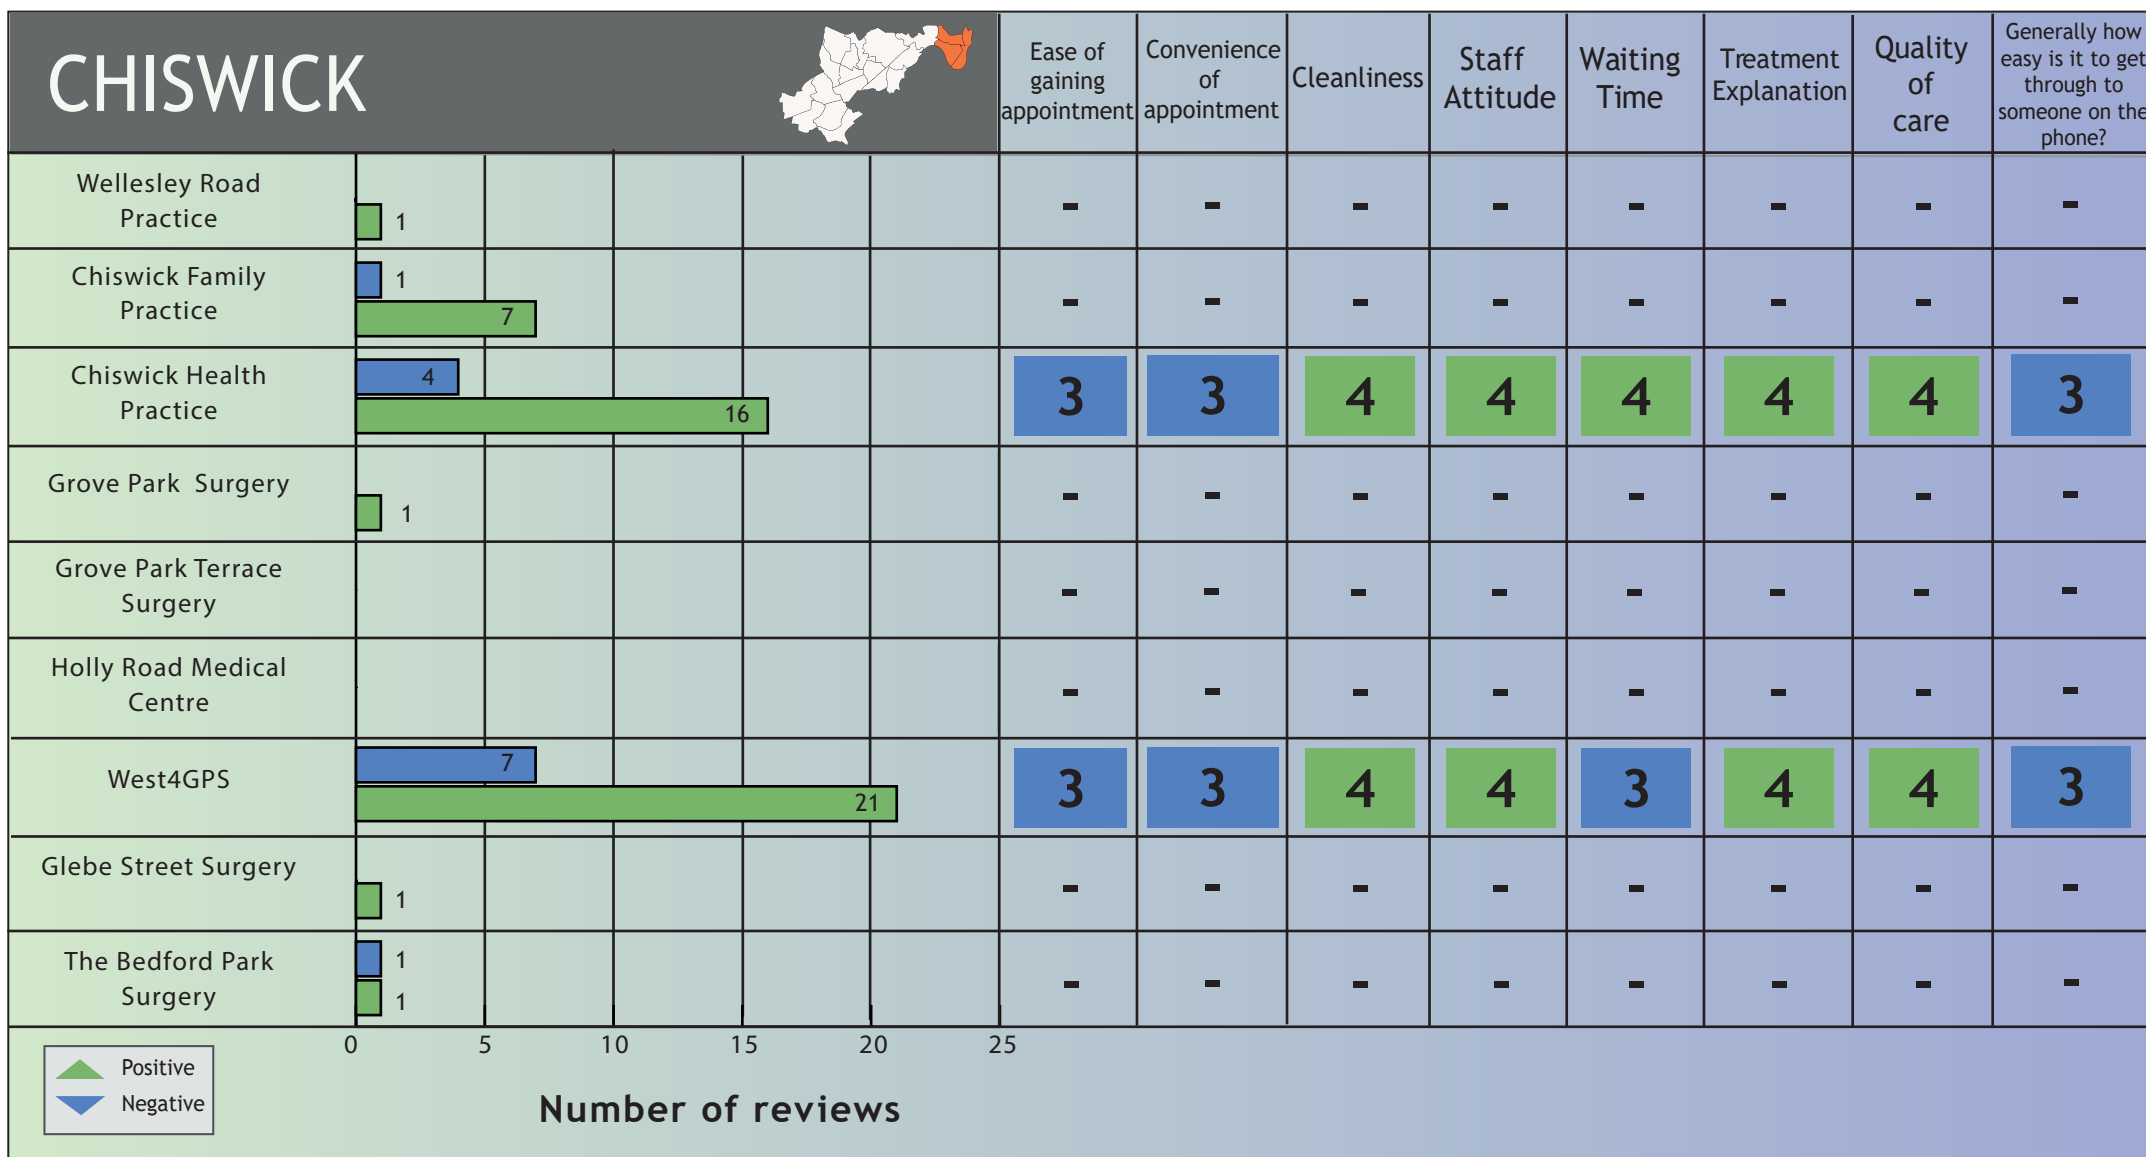 CHISWICK
Ease of
gaining
appointment
Convenience
of
appointment
Cleanliness
Staff
Attitude
Waiting
Time
Treatment
Explanation
Quality
of
care
Generally how
easy is it to get
through to
someone on the
phone?
Wellesley Road
Practice
1
- - - - - - - -
Chiswick Family
Practice
1
7
- - - - - - - -
Chiswick Health
Practice
4
16
3 3 4 4 4 4 4 3
Grove Park Surgery
1
- - - - - - - -
Grove Park Terrace
Surgery
- - - - - - - -
Holly Road Medical
Centre
- - - - - - - -
West4GPS
7
21
3 3 4 4 3 4 4 3
Glebe Street Surgery
1
- - - - - - - -
The Bedford Park
Surgery
1
1
- - - - - - - -
0 5 10 15 20 25
Positive
Negative
Number of reviews